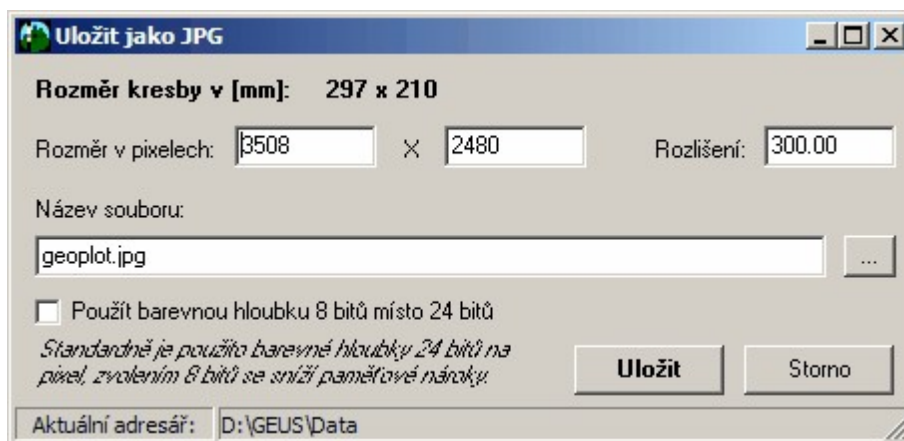 Uložit jako JPG
Rozměr kresby v [mm]: 297 x 210
Rozměr v pixelech: 3508 X 2480 Rozlišení: 300.00
Název souboru:
geoplot.jpg ...
Použít barevnou hloubku 8 bitů místo 24 bitů
Standardně je použito barevné hloubky 24 bitů na
pixel, zvolením 8 bitů se sníží paměťové nároky.
Uložit Storno
Aktuální adresář: D:\GEUS\Data